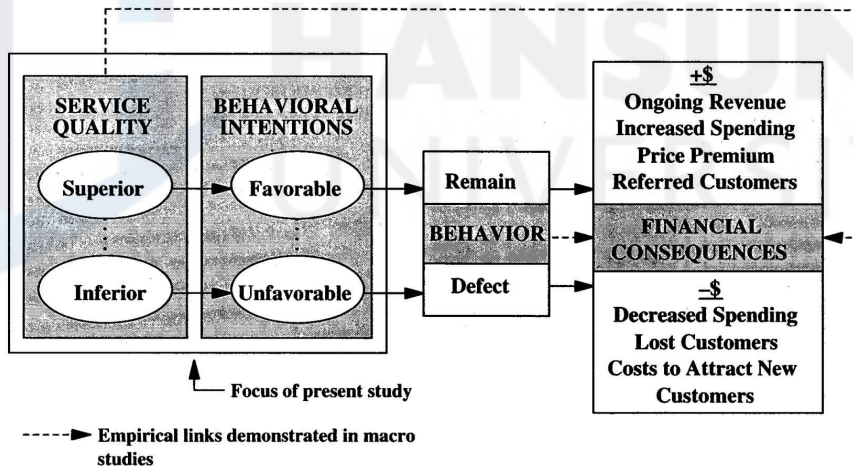 HANSUN
UNIVERSIT
SERVICE
QUALITY
Superior
Inferior
BEHAVIORAL
INTENTIONS
Favorable
Unfavorable
Remain
BEHAVIOR
Defect
+$
Ongoing Revenue
Increased Spending
Price Premium
Referred Customers
FINANCIAL
CONSEQUENCES
–$
Decreased Spending
Lost Customers
Costs to Attract New
Customers
Focus of present study
Empirical links demonstrated in macro
studies